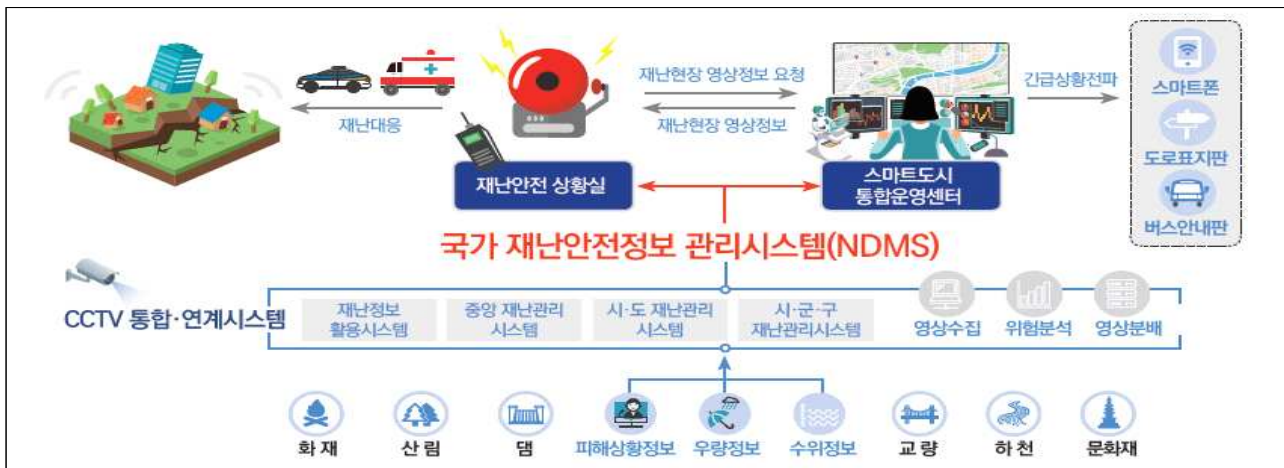 재난현장 영상정보 요청
긴급상황전파
재난대응
재난현장 영상정보
스마트폰
도로표지판
버스안내판
재난안전 상황실
스마트도시
통합운영센터
국가 재난안전정보 관리시스템(NDMS)
CCTV 통합·연계시스템
재난정보
활용시스템
중앙 재난관리
시스템
시·도 재난관리
시스템
시·군·구
재난관리시스템
영상수집
위험분석
영상분배
화 재
산 림
댐
피해상황정보
우량정보
수위정보
교 량
하 천
문화재